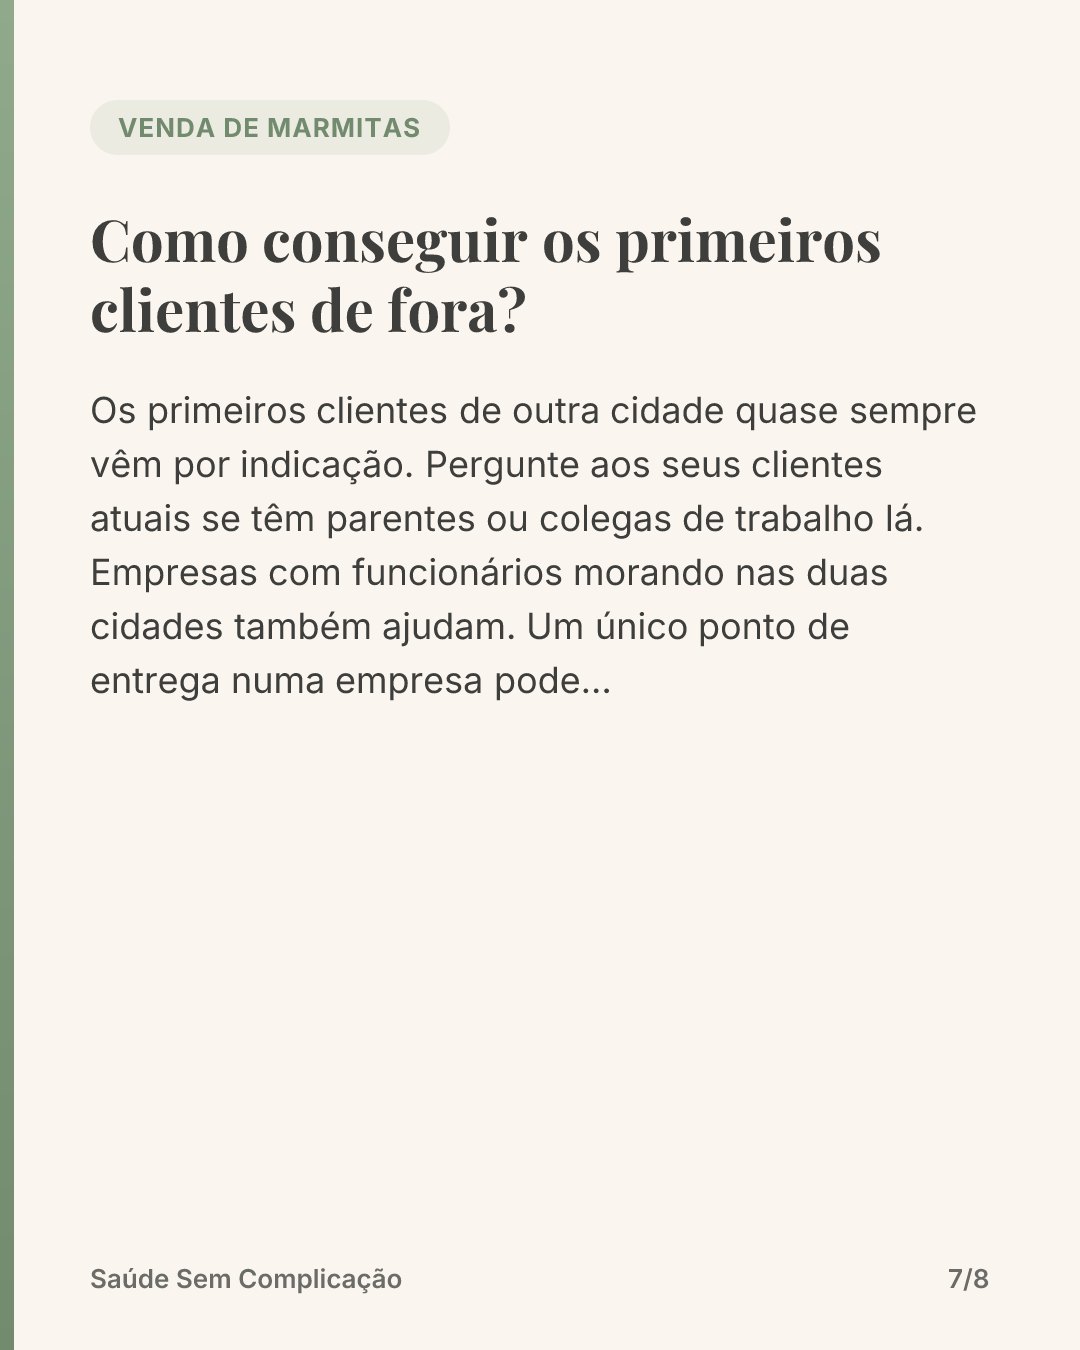 VENDA DE MARMITAS
Como conseguir os primeiros
clientes de fora?
Os primeiros clientes de outra cidade quase sempre
vêm por indicação. Pergunte aos seus clientes
atuais se têm parentes ou colegas de trabalho lá.
Empresas com funcionários morando nas duas
cidades também ajudam. Um único ponto de
entrega numa empresa pode...
Saúde Sem Complicação
7/8